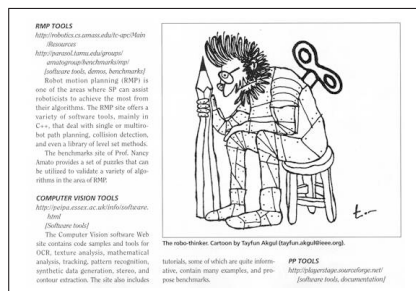 RMP TOOLS
http://robotics.cs.umass.edu/tc-apc/Main
/Resources
http://parasol.tamu.edu/groups/
amatogroup/benchmarks/mp/
[software tools, demos, benchmarks]
Robot motion planning (RMP) is
one of the areas where SP can assist
roboticists to achieve the most from
their algorithms. The RMP site offers a
variety of software tools, mainly in
C++, that deal with single or multiro-
bot path planning, collision detection,
and even a library of level set methods.
The benchmarks site of Prof. Nancy
Amato provides a set of puzzles that can
be utilized to validate a variety of algo-
rithms in the area of RMP.
COMPUTER VISION TOOLS
http://peipa.essex.ac.uk/info/software.
html
[Software tools]
The Computer Vision software Web
site contains code samples and tools for
OCR, texture analysis, mathematical
analysis, tracking, pattern recognition,
synthetic data generation, stereo, and
contour extraction. The site also includes
The robo-thinker. Cartoon by Tayfun Akgul (tayfun.akgul@ieee.org).
tutorials, some of which are quite inform-
ative, contain many examples, and pro-
pose benchmarks.
PP TOOLS
http://playerstage.sourceforge.net/
[software tools, documentation]